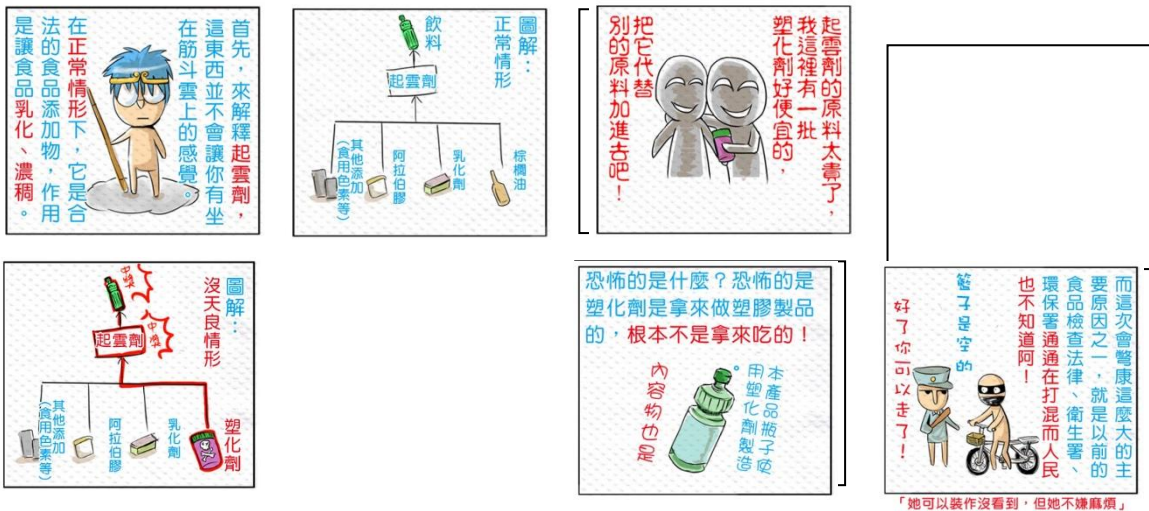 首先，來解釋起雲劑，
這東西並不會讓你有坐
在筋斗雲上的感覺。
在正常情形下，它是合
法的食品添加物，作用
是讓食品乳化、濃稠。
圖解：
正常情形
飲料
起雲劑
棕櫚油
乳化劑
阿拉伯膠
其他添加
（食用色素等）
起雲劑的原料太貴了，
我這裡有一批
塑化劑好便宜的，
把它代替
別的原料加進去吧！
圖解：
沒天良情形
中獎
中獎
起雲劑
塑化劑
乳化劑
阿拉伯膠
其他添加
（食用色素等）
恐怖的是什麼？恐怖的是
塑化劑是拿來做塑膠製品
的，根本不是拿來吃的！
本產品瓶子使
用塑化劑製造。
內容物也是
而這次會彎康這麼大的主
要原因之一，就是以前的
食品檢查法律、衛生署、
環保署通通在打混而人民
也不知道阿！
籃子是空的
好了你可以走了！
「她可以裝作沒看到，但她不嫌麻煩」